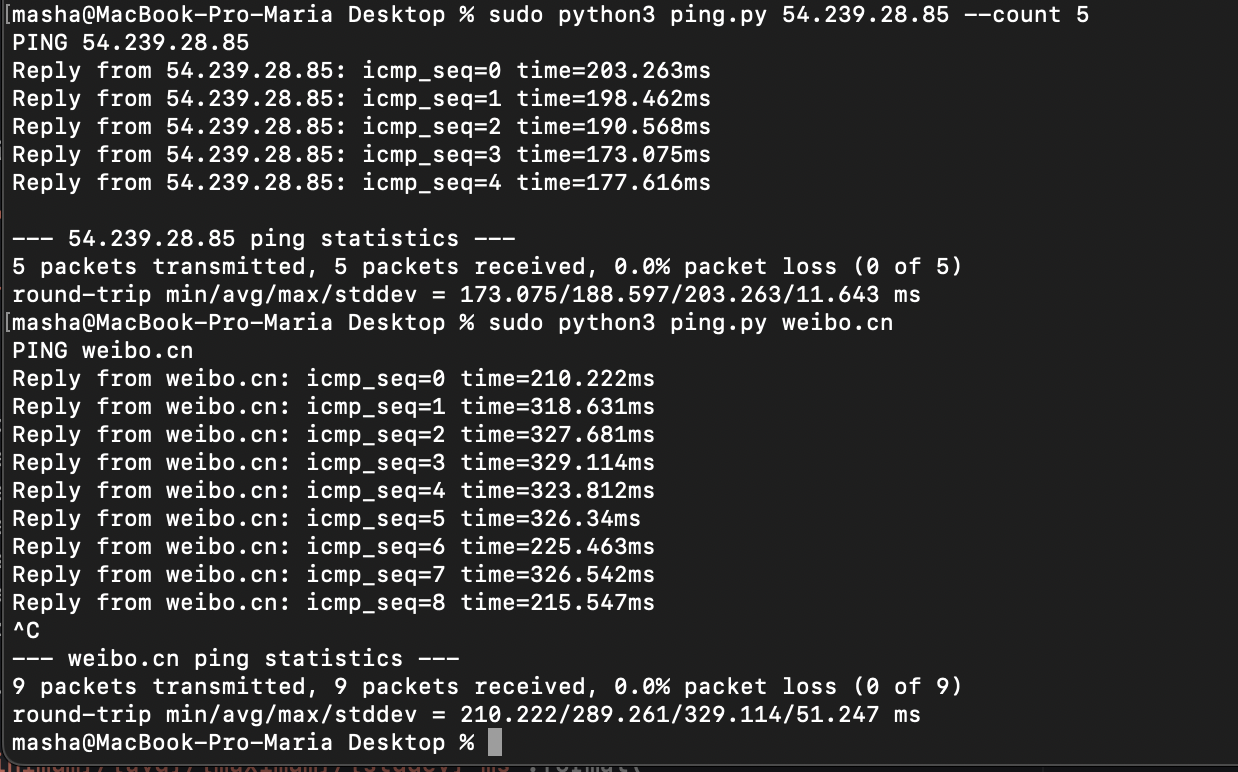 [masha@MacBook-Pro-Maria Desktop % sudo python3 ping.py 54.239.28.85 --count 5
PING 54.239.28.85
Reply from 54.239.28.85: icmp_seq=0 time=203.263ms
Reply from 54.239.28.85: icmp_seq=1 time=198.462ms
Reply from 54.239.28.85: icmp_seq=2 time=190.568ms
Reply from 54.239.28.85: icmp_seq=3 time=173.075ms
Reply from 54.239.28.85: icmp_seq=4 time=177.616ms
--- 54.239.28.85 ping statistics ---
5 packets transmitted, 5 packets received, 0.0% packet loss (0 of 5)
round-trip min/avg/max/stddev = 173.075/188.597/203.263/11.643 ms
[masha@MacBook-Pro-Maria Desktop % sudo python3 ping.py weibo.cn
PING weibo.cn
Reply from weibo.cn: icmp_seq=0 time=210.222ms
Reply from weibo.cn: icmp_seq=1 time=318.631ms
Reply from weibo.cn: icmp_seq=2 time=327.681ms
Reply from weibo.cn: icmp_seq=3 time=329.114ms
Reply from weibo.cn: icmp_seq=4 time=323.812ms
Reply from weibo.cn: icmp_seq=5 time=326.34ms
Reply from weibo.cn: icmp_seq=6 time=225.463ms
Reply from weibo.cn: icmp_seq=7 time=326.542ms
Reply from weibo.cn: icmp_seq=8 time=215.547ms
^C
--- weibo.cn ping statistics ---
9 packets transmitted, 9 packets received, 0.0% packet loss (0 of 9)
round-trip min/avg/max/stddev = 210.222/289.261/329.114/51.247 ms
masha@MacBook-Pro-Maria Desktop %